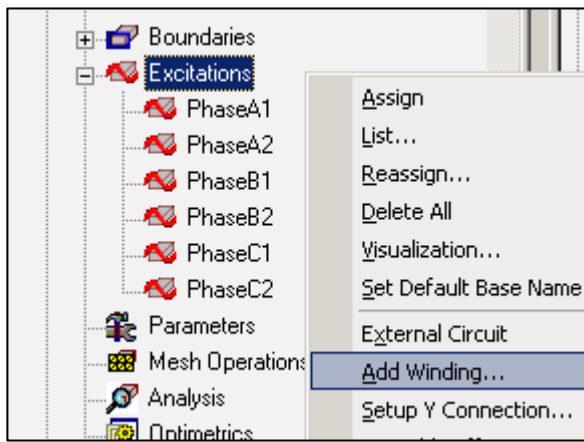 Boundaries
Excitations
PhaseA1
PhaseA2
PhaseB1
PhaseB2
PhaseC1
PhaseC2
Parameters
Mesh Operations
Analysis
Optimetrics
Assign
List...
Reassign...
Delete All
Visualization...
Set Default Base Name
External Circuit
Add Winding...
Setup Y Connection...